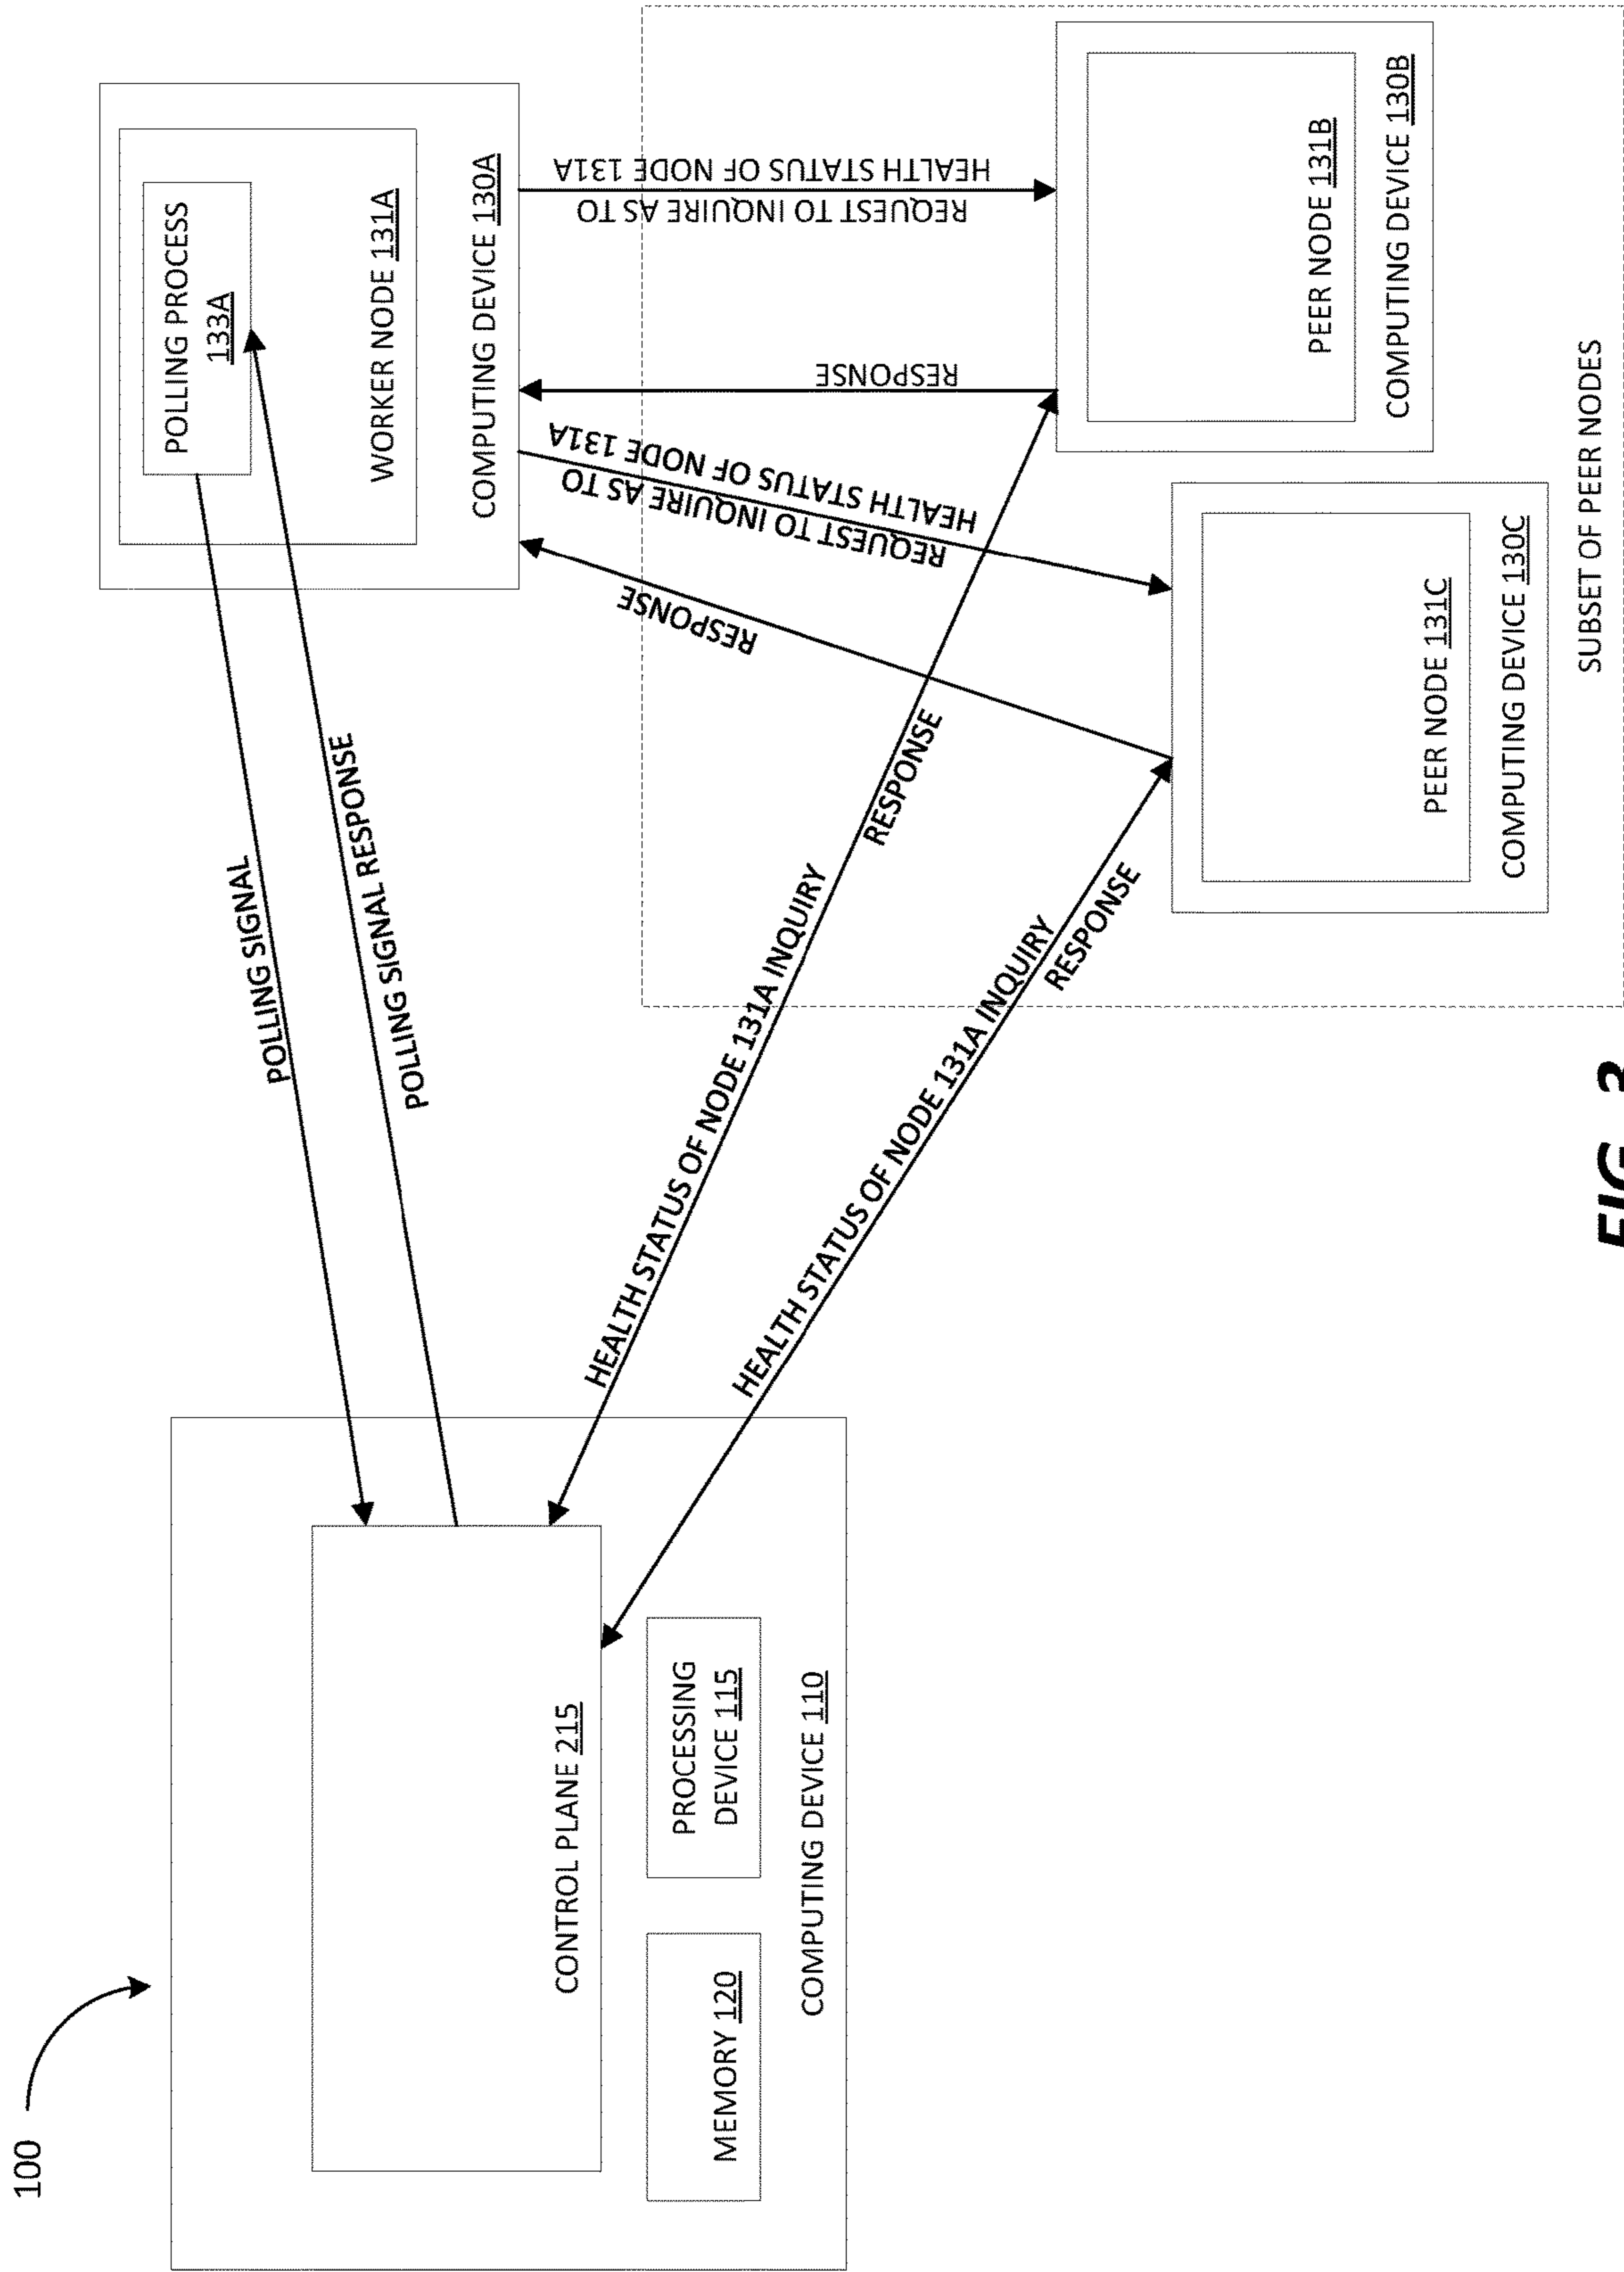 100
CONTROL PLANE 215
MEMORY 120
PROCESSING
DEVICE 115
COMPUTING DEVICE 110
POLLING SIGNAL
POLLING SIGNAL RESPONSE
HEALTH STATUS OF NODE 131A INQUIRY
RESPONSE
HEALTH STATUS OF NODE 131A INQUIRY
RESPONSE
POLLING PROCESS
133A
WORKER NODE 131A
COMPUTING DEVICE 130A
RESPONSE
REQUEST TO INQUIRE AS TO
HEALTH STATUS OF NODE 131A
RESPONSE
REQUEST TO INQUIRE AS TO
HEALTH STATUS OF NODE 131A
PEER NODE 131C
COMPUTING DEVICE 130C
PEER NODE 131B
COMPUTING DEVICE 130B
SUBSET OF PEER NODES
FIG. 3